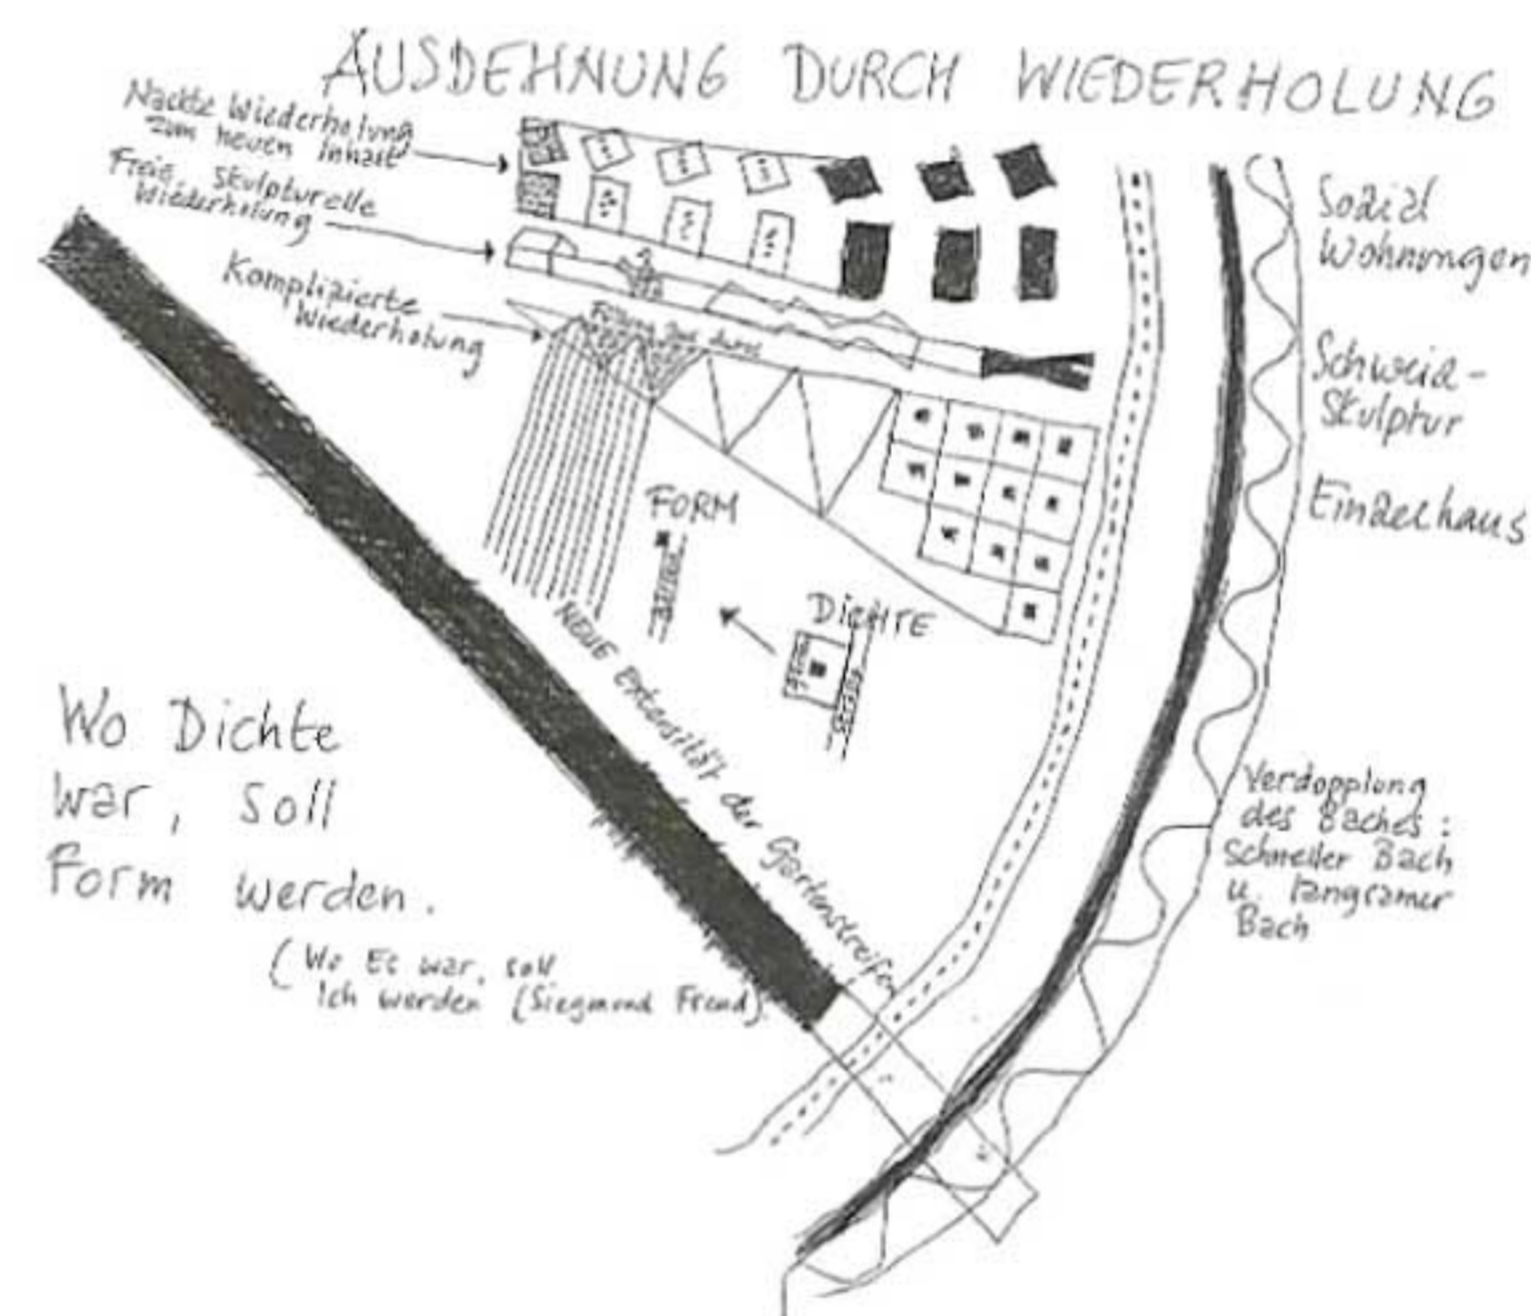 AUSDEHNUNG DURCH WIEDERHOLUNG
Nackte Wiederholung
zum neuen Inhalt
Freie, skulpturelle
Wiederholung
Komplizierte
Wiederholung
Sozial
Wohnungen
Schweiz-
Skulptur
Einzelhaus
FORM
DICHTE
NEUE Extensität der Gartenstreifen
Wo Dichte
war, soll
Form werden.
(Wo Es war, soll
Ich werden (Siegmund Freud).
Verdopplung
des Baches:
Schneller Bach
u. langsamer
Bach